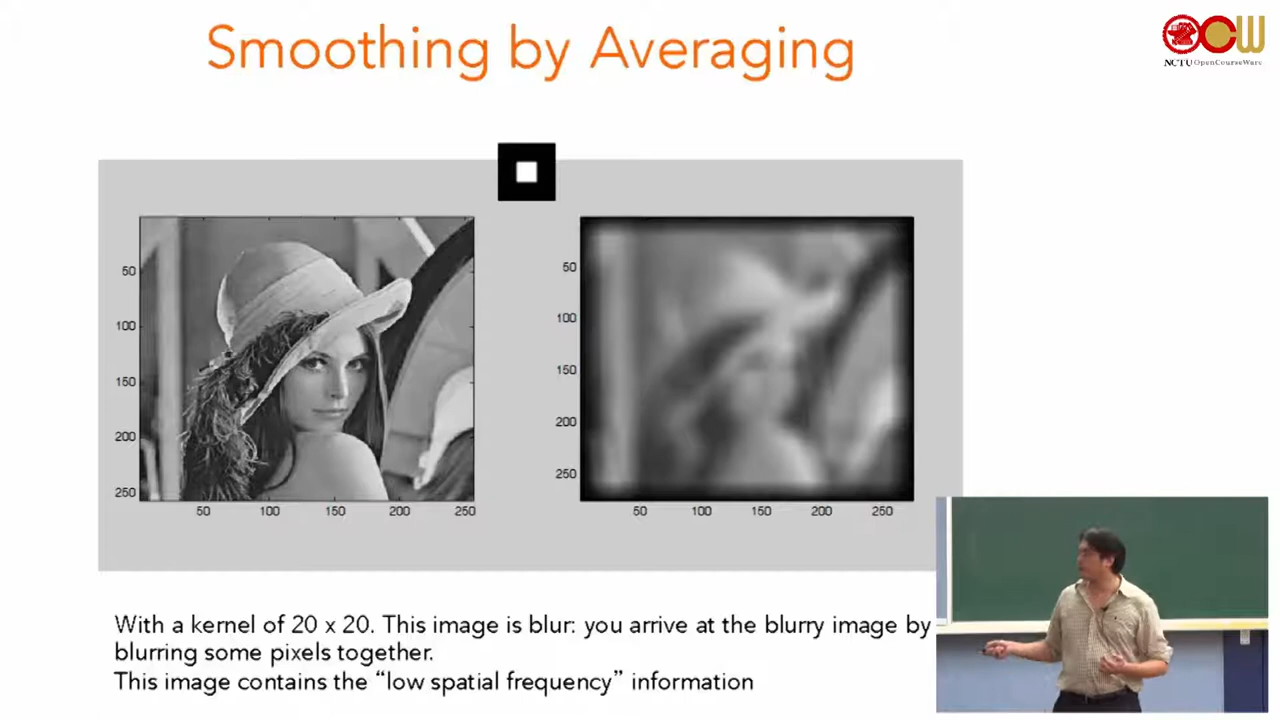 Smoothing by Averaging
OCW
NCTU OpenCourseWare
50
100
150
200
250
50 100 150 200 250
50
100
150
200
250
50 100 150 200 250
With a kernel of 20 x 20. This image is blur: you arrive at the blurry image by
blurring some pixels together.
This image contains the “low spatial frequency” information